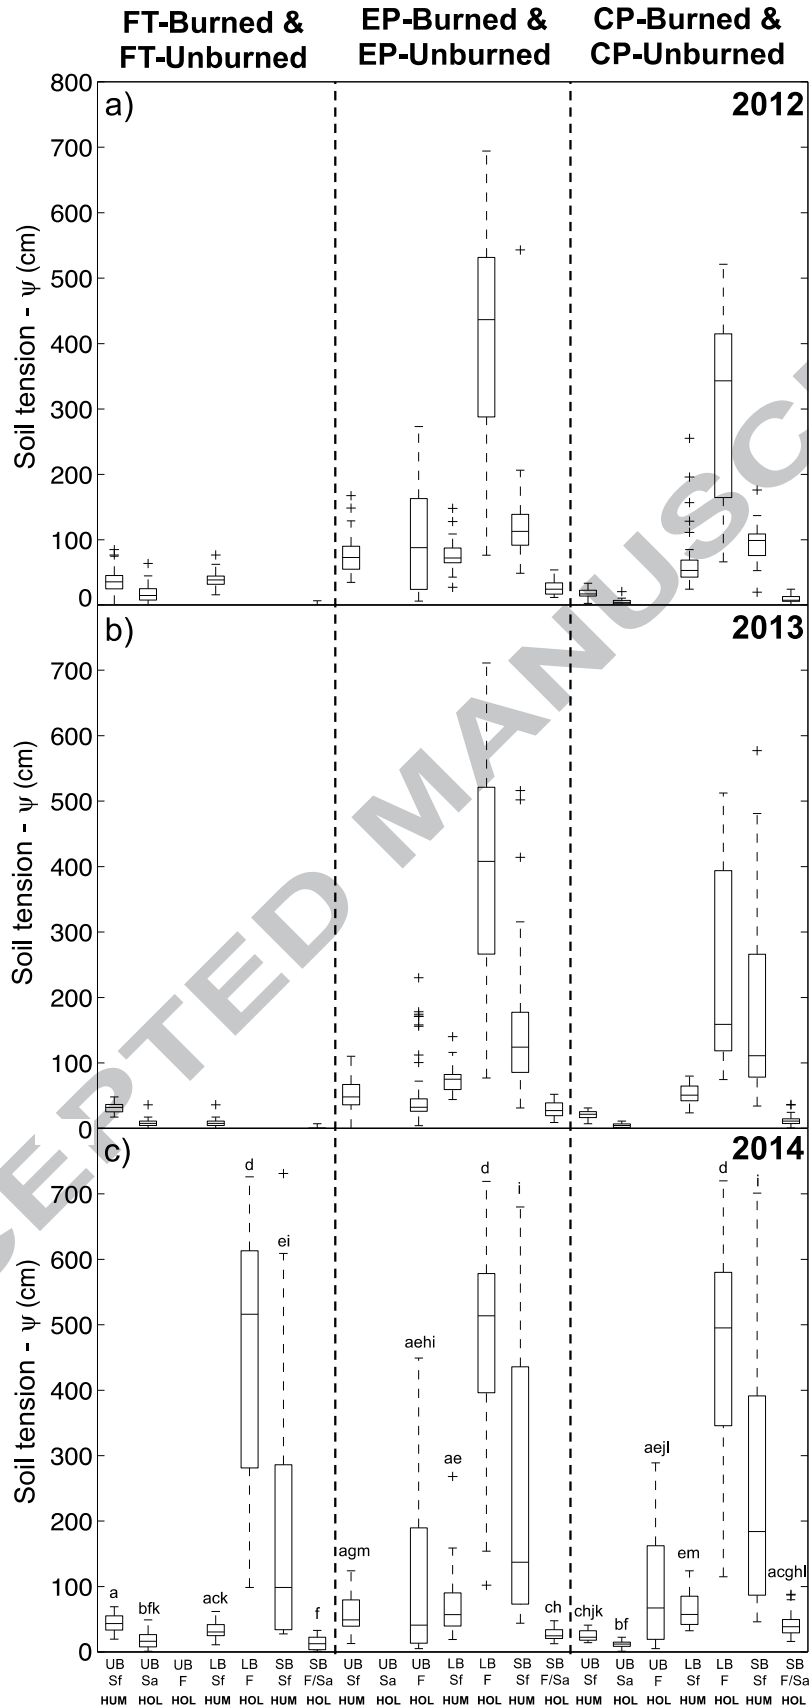 FT-Burned & EP-Burned & CP-Burned &
FT-Unburned EP-Unburned CP-Unburned
a) 2012
800
700
600
500
400
300
200
100
0
Soil tension - ψ (cm)
b) 2013
700
600
500
400
300
200
100
0
Soil tension - ψ (cm)
c) 2014
700
600
500
400
300
200
100
0
Soil tension - ψ (cm)
a bfk ack d ei f
agm aehi ae d i ch
chjk bf aejl em d i acghl
UB UB UB LB LB SB SB UB UB UB LB LB SB SB UB UB UB LB LB SB SB
Sf Sa F Sf F Sf F/Sa Sf Sa F Sf F Sf F/Sa Sf Sa F Sf F Sf F/Sa
HUM HOL HOL HUM HOL HUM HOL HUM HOL HOL HUM HOL HUM HOL HUM HOL HOL HUM HOL HUM HOL
CEPTED MANUSC